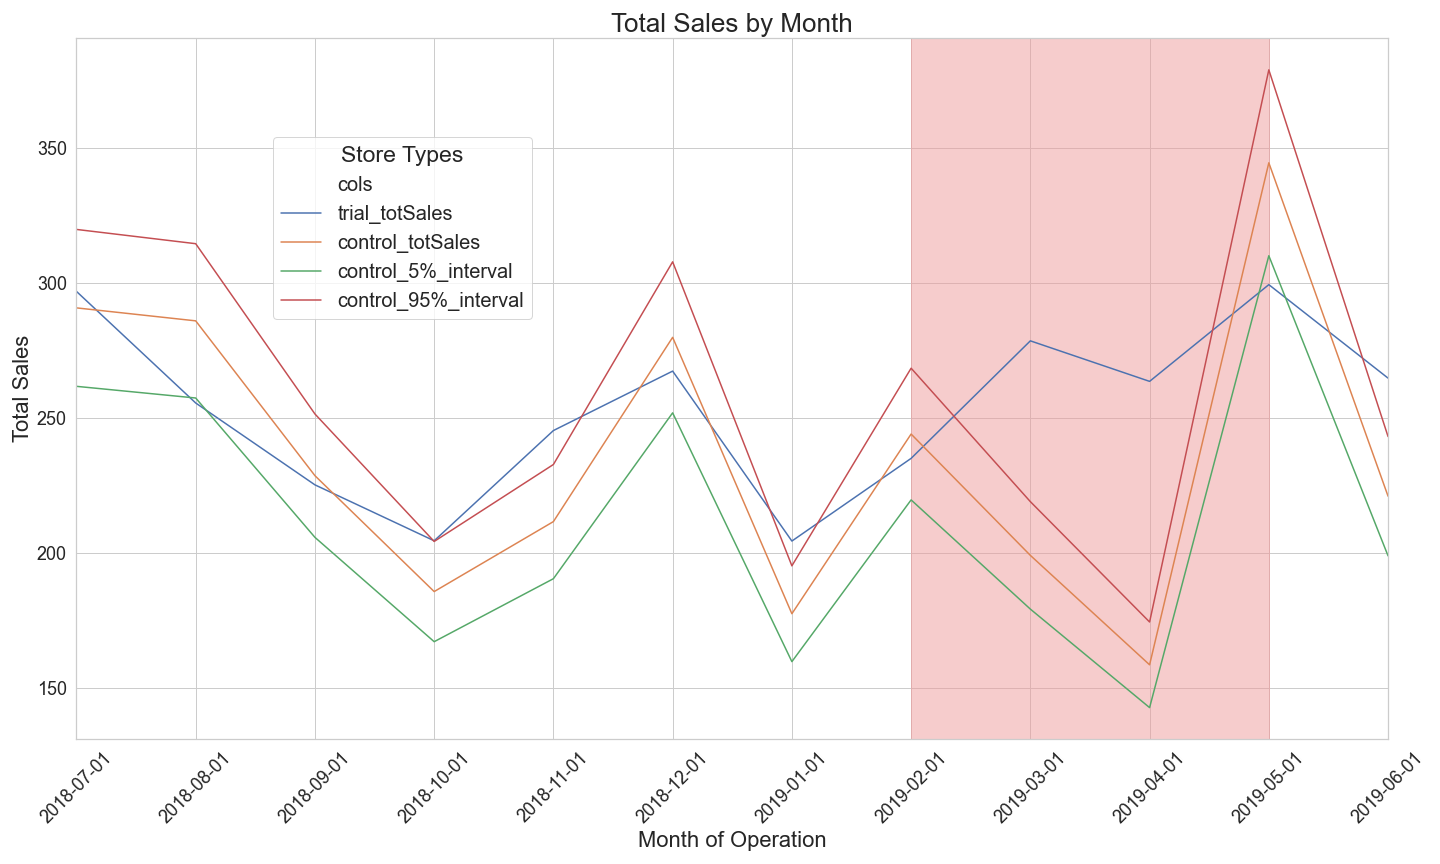 Total Sales by Month
Total Sales
350
300
250
200
150
Store Types
cols
trial_totSales
control_totSales
control_5%_interval
control_95%_interval
2018-07-01
2018-08-01
2018-09-01
2018-10-01
2018-11-01
2018-12-01
2019-01-01
2019-02-01
2019-03-01
2019-04-01
2019-05-01
2019-06-01
Month of Operation